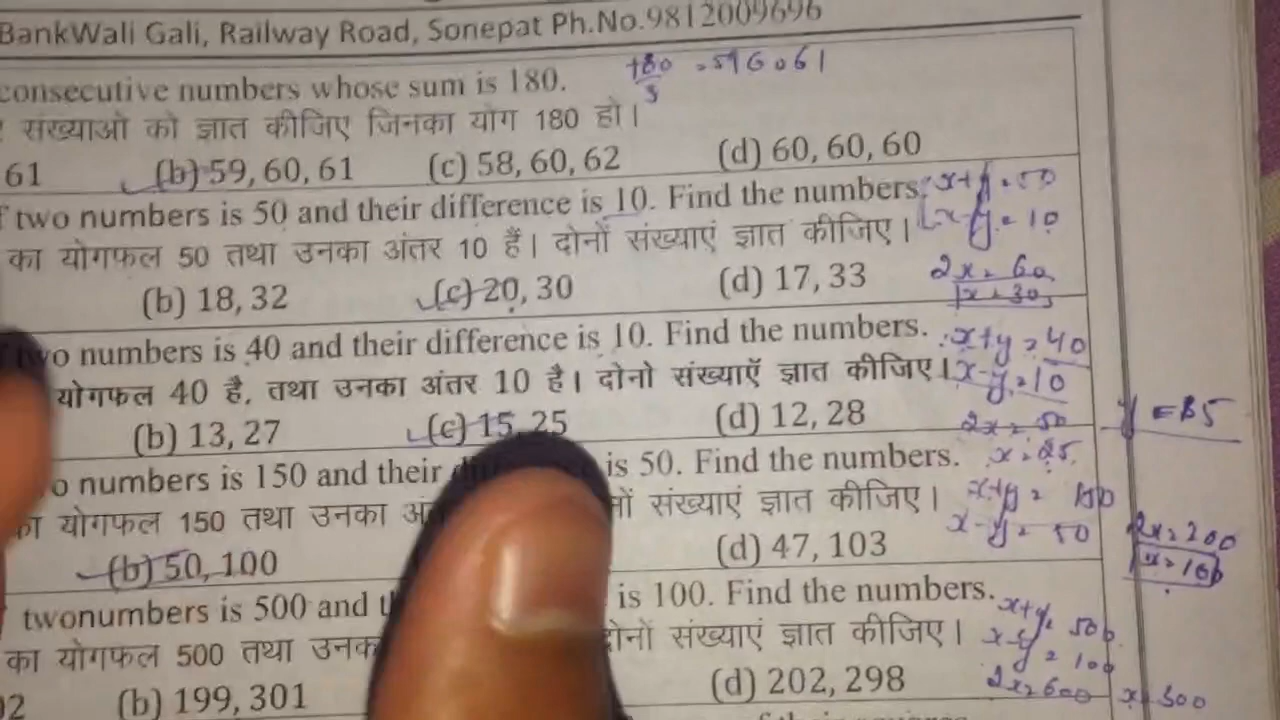 BankWali Gali, Railway Road, Sonepat Ph.No.9812009696
consecutive numbers whose sum is 180.
संख्याओ को ज्ञात कीजिए जिनका योग 180 हो।
61 (b) 59, 60, 61 (c) 58, 60, 62 (d) 60, 60, 60
two numbers is 50 and their difference is 10. Find the numbers. x+y=50
का योगफल 50 तथा उनका अंतर 10 हैं। दोनों संख्याएं ज्ञात कीजिए। x-y=10
(b) 18, 32 (c) 20, 30 (d) 17, 33 2x=60
x=30
two numbers is 40 and their difference is 10. Find the numbers. x+y=40
योगफल 40 है, तथा उनका अंतर 10 है। दोनो संख्याऍ ज्ञात कीजिए। x-y=10
(b) 13, 27 (c) 15, 25 (d) 12, 28 2x=50
o numbers is 150 and their is 50. Find the numbers. x=25
का योगफल 150 तथा उनका संख्याएं ज्ञात कीजिए। x+y=150
x-y=50 2x=200
(b) 50, 100 (d) 47, 103 x=100
twonumbers is 500 and is 100. Find the numbers. x+y=500
का योगफल 500 तथा उनक दोनों संख्याएं ज्ञात कीजिए। x-y=100
(b) 199, 301 (d) 202, 298 2x=600 x=300